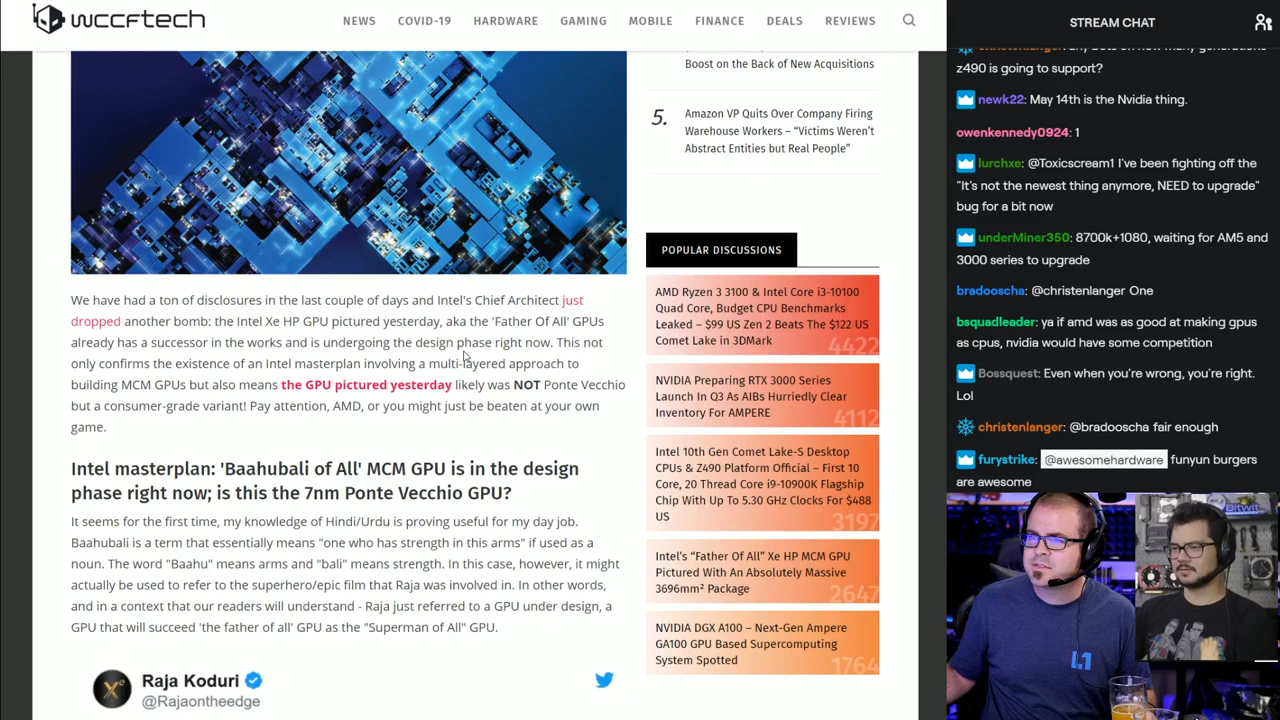 wccftech
NEWS COVID-19 HARDWARE GAMING MOBILE FINANCE DEALS REVIEWS
We have had a ton of disclosures in the last couple of days and Intel's Chief Architect just
dropped another bomb: the Intel Xe HP GPU pictured yesterday, aka the 'Father Of All' GPUs
already has a successor in the works and is undergoing the design phase right now. This not
only confirms the existence of an Intel masterplan involving a multi-layered approach to
building MCM GPUs but also means the GPU pictured yesterday likely was NOT Ponte Vecchio
but a consumer-grade variant! Pay attention, AMD, or you might just be beaten at your own
game.
Intel masterplan: 'Baahubali of All' MCM GPU is in the design
phase right now; is this the 7nm Ponte Vecchio GPU?
It seems for the first time, my knowledge of Hindi/Urdu is proving useful for my day job.
Baahubali is a term that essentially means "one who has strength in this arms" if used as a
noun. The word "Baahu" means arms and "bali" means strength. In this case, however, it might
actually be used to refer to the superhero/epic film that Raja was involved in. In other words,
and in a context that our readers will understand - Raja just referred to a GPU under design, a
GPU that will succeed 'the father of all' GPU as the "Superman of All" GPU.
Raja Koduri
@Rajaontheedge
Boost on the Back of New Acquisitions
5.
Amazon VP Quits Over Company Firing
Warehouse Workers – “Victims Weren't
Abstract Entities but Real People”
POPULAR DISCUSSIONS
AMD Ryzen 3 3100 & Intel Core i3-10100
Quad Core, Budget CPU Benchmarks
Leaked – $99 US Zen 2 Beats The $122 US
Comet Lake in 3DMark
4422
NVIDIA Preparing RTX 3000 Series
Launch In Q3 As AIBs Hurriedly Clear
Inventory For AMPERE
4112
Intel 10th Gen Comet Lake-S Desktop
CPUs & Z490 Platform Official – First 10
Core, 20 Thread Core i9-10900K Flagship
Chip With Up To 5.30 GHz Clocks For $488
US
3197
Intel's “Father Of All” Xe HP MCM GPU
Pictured With An Absolutely Massive
3696mm² Package
2647
NVIDIA DGX A100 – Next-Gen Ampere
GA100 GPU Based Supercomputing
System Spotted
1764
STREAM CHAT
z490 is going to support?
newk22: May 14th is the Nvidia thing.
owenkennedy0924: 1
lurchxe: @Toxicscream1 I've been fighting off the
"It's not the newest thing anymore, NEED to upgrade"
bug for a bit now
underMiner350: 8700k+1080, waiting for AM5 and
3000 series to upgrade
bradooscha: @christenlanger One
bsquadleader: ya if amd was as good at making gpus
as cpus, nvidia would have some competition
Bossquest: Even when you're wrong, you're right.
Lol
christenlanger: @bradooscha fair enough
furystrike: @awesomehardware funyun burgers
are awesome
Bitwit